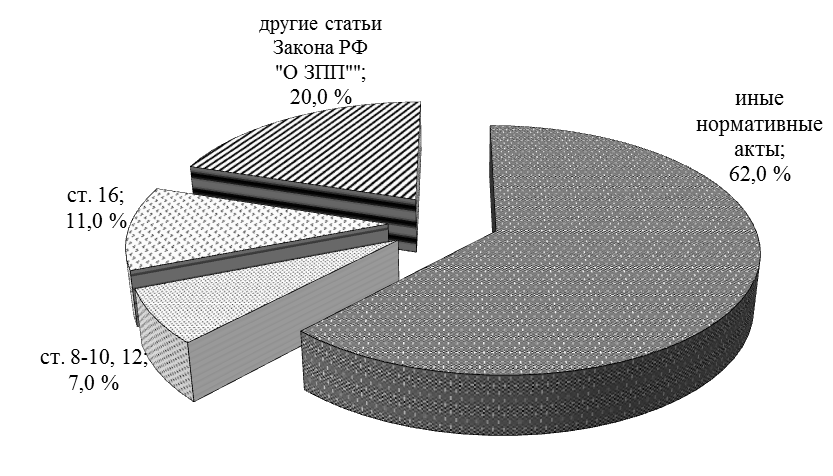 другие статьи
Закона РФ
"О ЗПП"";
20,0 %
иные
нормативные
акты;
62,0 %
ст. 16;
11,0 %
ст. 8-10, 12;
7,0 %